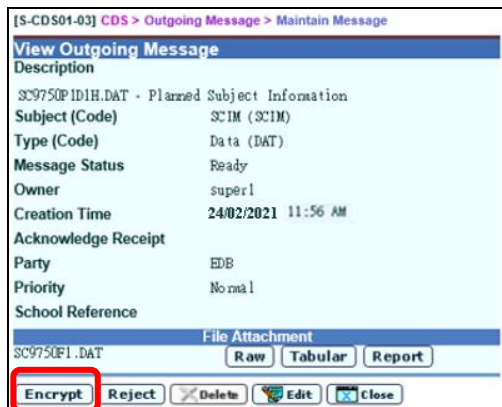 [S-CDS01-03] CDS > Outgoing Message > Maintain Message
View Outgoing Message
Description
SC9750P1D1H.DAT - Planned Subject Information
Subject (Code) SCIM (SCIM)
Type (Code) Data (DAT)
Message Status Ready
Owner super1
Creation Time 24/02/2021 11:56 AM
Acknowledge Receipt
Party EDB
Priority Normal
School Reference
File Attachment
SC9750F1.DAT Raw Tabular Report
Encrypt Reject Delete Edit Close